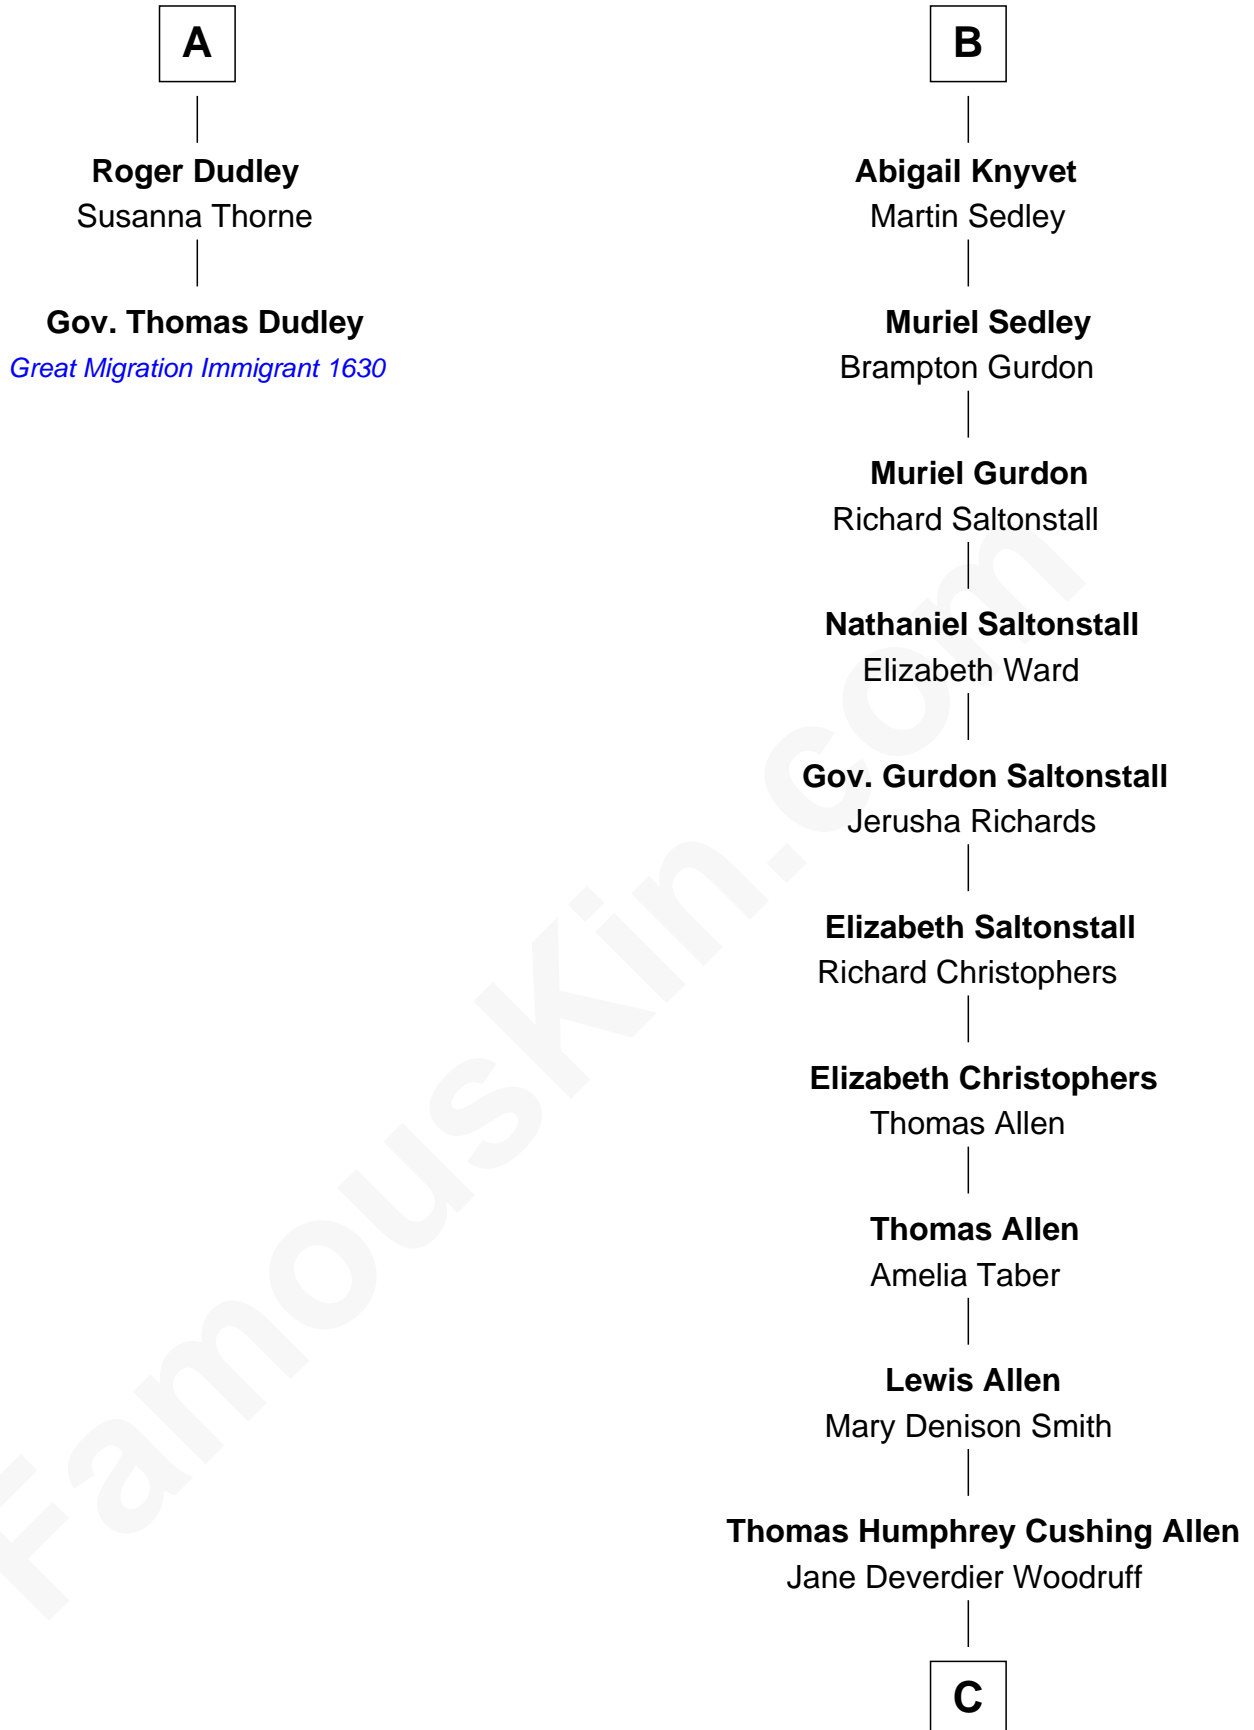 A
Roger Dudley
Susanna Thorne
Gov. Thomas Dudley
Great Migration Immigrant 1630
B
Abigail Knyvet
Martin Sedley
Muriel Sedley
Brampton Gurdon
Muriel Gurdon
Richard Saltonstall
Nathaniel Saltonstall
Elizabeth Ward
Gov. Gurdon Saltonstall
Jerusha Richards
Elizabeth Saltonstall
Richard Christophers
Elizabeth Christophers
Thomas Allen
Thomas Allen
Amelia Taber
Lewis Allen
Mary Denison Smith
Thomas Humphrey Cushing Allen
Jane Deverdier Woodruff
C
FamousKin.com